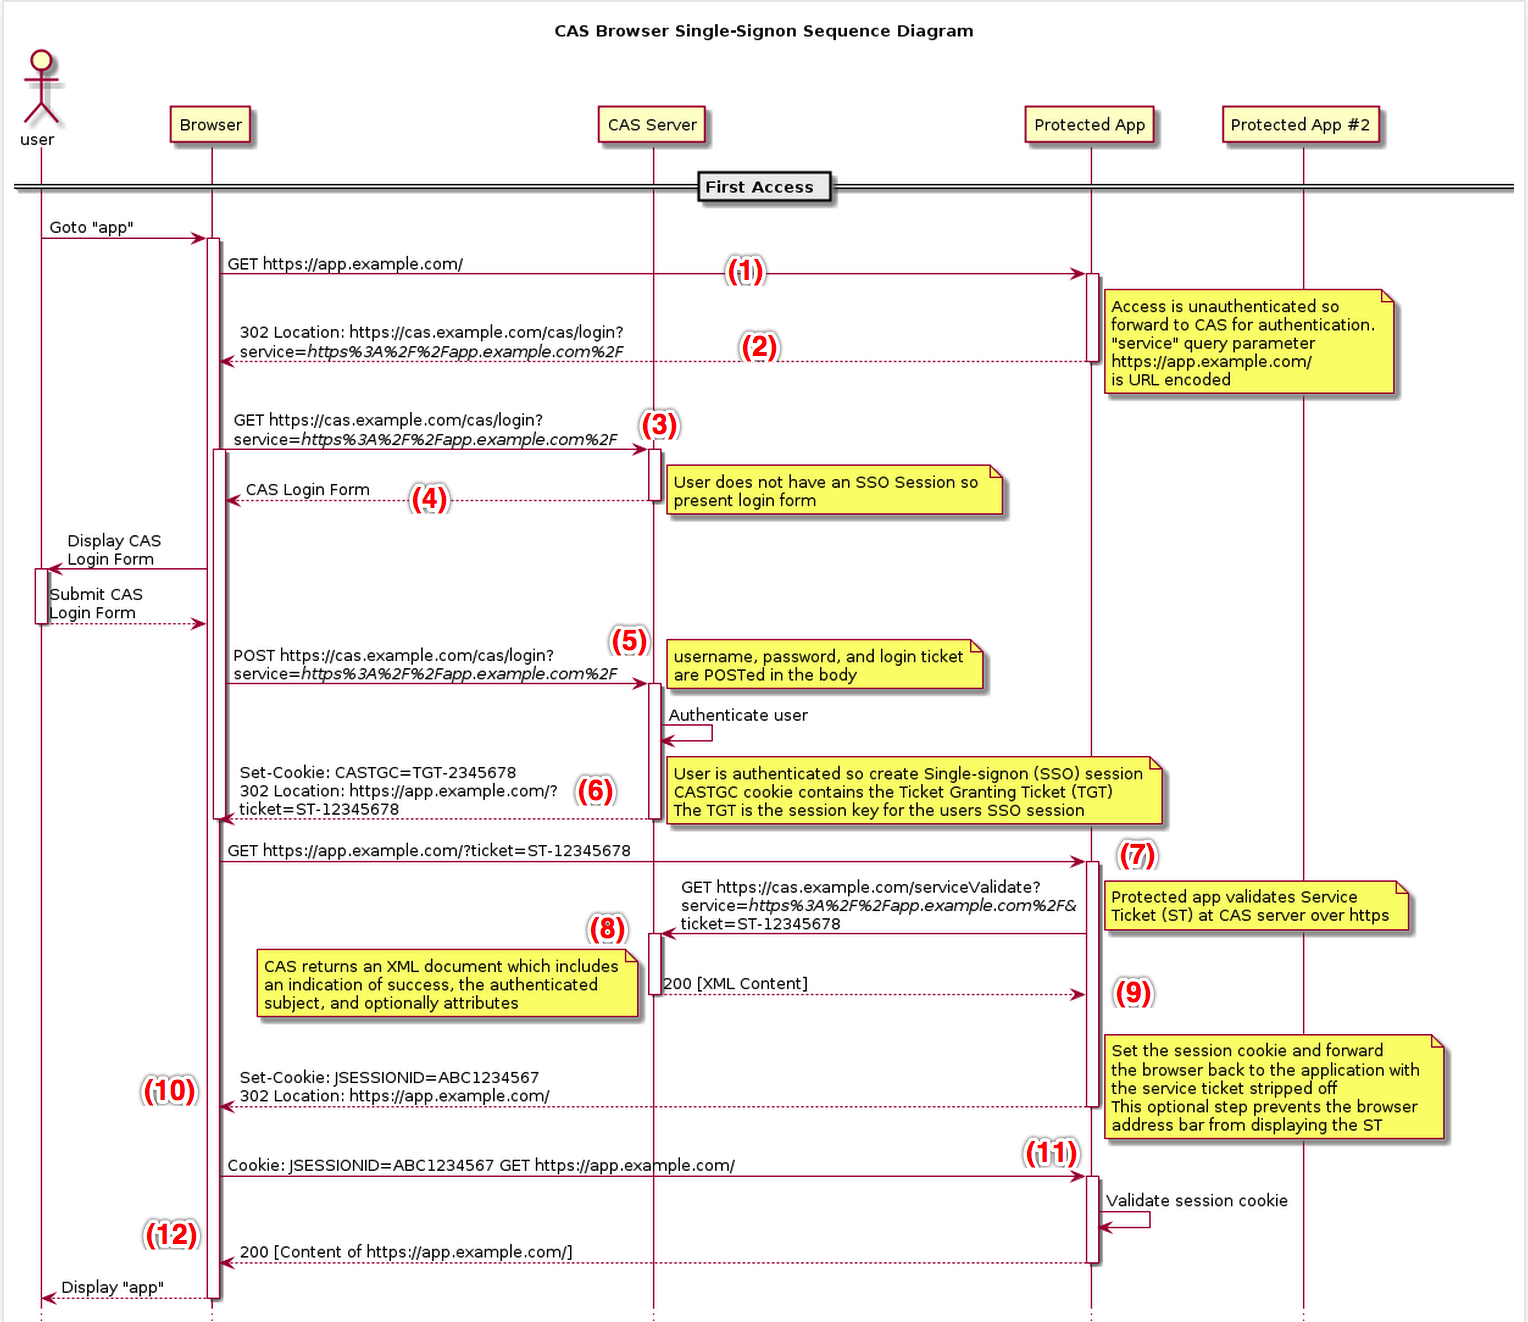 CAS Browser Single-Signon Sequence Diagram
user
Browser
CAS Server
Protected App
Protected App #2
First Access
Goto "app"
GET https://app.example.com/
(1)
Access is unauthenticated so
forward to CAS for authentication.
"service" query parameter
https://app.example.com/
is URL encoded
302 Location: https://cas.example.com/cas/login?
service=https%3A%2F%2Fapp.example.com%2F
(2)
GET https://cas.example.com/cas/login?
service=https%3A%2F%2Fapp.example.com%2F
(3)
User does not have an SSO Session so
present login form
CAS Login Form
(4)
Display CAS
Login Form
Submit CAS
Login Form
(5)
POST https://cas.example.com/cas/login?
service=https%3A%2F%2Fapp.example.com%2F
username, password, and login ticket
are POSTed in the body
Authenticate user
Set-Cookie: CASTGC=TGT-2345678
302 Location: https://app.example.com/?
ticket=ST-12345678
(6)
User is authenticated so create Single-signon (SSO) session
CASTGC cookie contains the Ticket Granting Ticket (TGT)
The TGT is the session key for the users SSO session
GET https://app.example.com/?ticket=ST-12345678
(7)
GET https://cas.example.com/serviceValidate?
service=https%3A%2F%2Fapp.example.com%2F&
ticket=ST-12345678
Protected app validates Service
Ticket (ST) at CAS server over https
(8)
CAS returns an XML document which includes
an indication of success, the authenticated
subject, and optionally attributes
200 [XML Content]
(9)
Set the session cookie and forward
the browser back to the application with
the service ticket stripped off
This optional step prevents the browser
address bar from displaying the ST
(10)
Set-Cookie: JSESSIONID=ABC1234567
302 Location: https://app.example.com/
(11)
Cookie: JSESSIONID=ABC1234567 GET https://app.example.com/
Validate session cookie
(12)
200 [Content of https://app.example.com/]
Display "app"